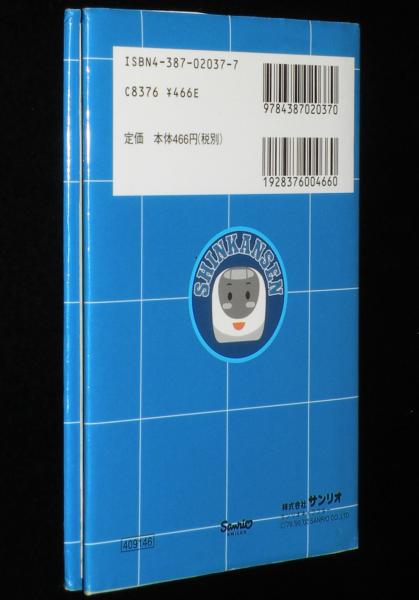 ISBN4-387-02037-7
C8376 ¥466E
定価 本体466円(税別)
9784387020370
1928376004660
SHINKANSEN
株式会社 サンリオ
Sanrio
SMILES
409146